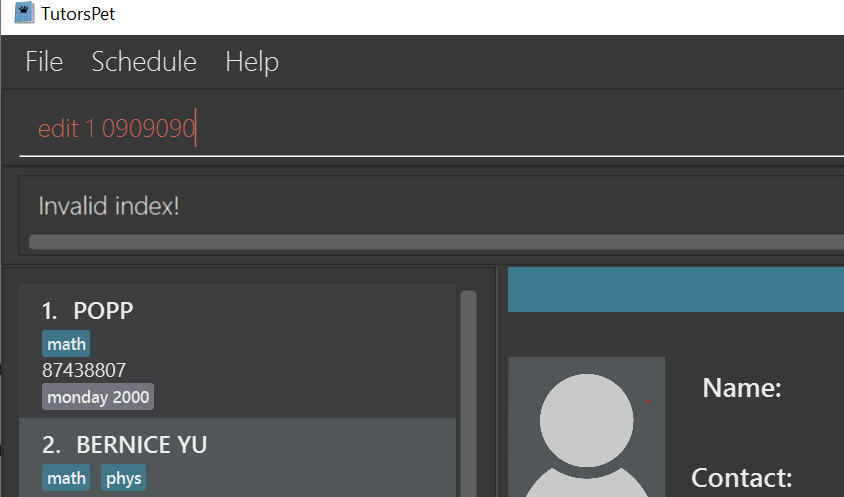 TutorsPet
File Schedule Help
edit 1 0909090
Invalid index!
1. POPP
math
87438807
monday 2000
2. BERNICE YU
math phys
Name:
Contact: